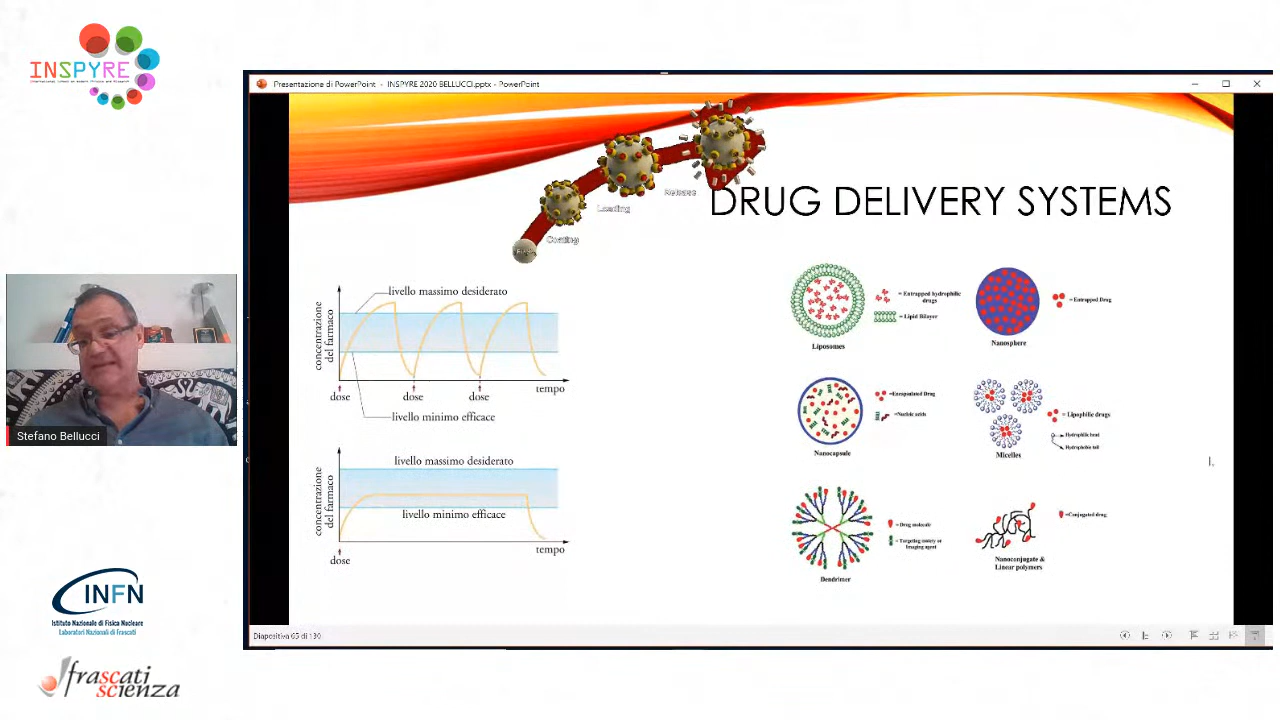 INSPYRE
Presentazione di PowerPoint - INSPYRE 2020 BELLUCCI.pptx - PowerPoint
Release
Loading
Coating
DRUG DELIVERY SYSTEMS
livello massimo desiderato
concentrazione
del farmaco
dose
dose
dose
tempo
livello minimo efficace
livello massimo desiderato
concentrazione
del farmaco
livello minimo efficace
tempo
dose
= Entrapped hydrophilic
drugs
= Lipid Bilayer
Liposomes
= Entrapped Drug
Nanosphere
=Encapsulated Drug
=Nucleic acids
Nanocapsule
= Lipophilic drugs
Hydrophilic head
Hydrophobic tail
Micelles
= Drug molecule
= Targeting moiety or
Imaging agent
Dendrimer
=Conjugated drug
Nanoconjugate &
Linear polymers
Stefano Bellucci
INFN
Istituto Nazionale di Fisica Nucleare
Laboratori Nazionali di Frascati
frascati
scienza
Diapositiva 65 di 130